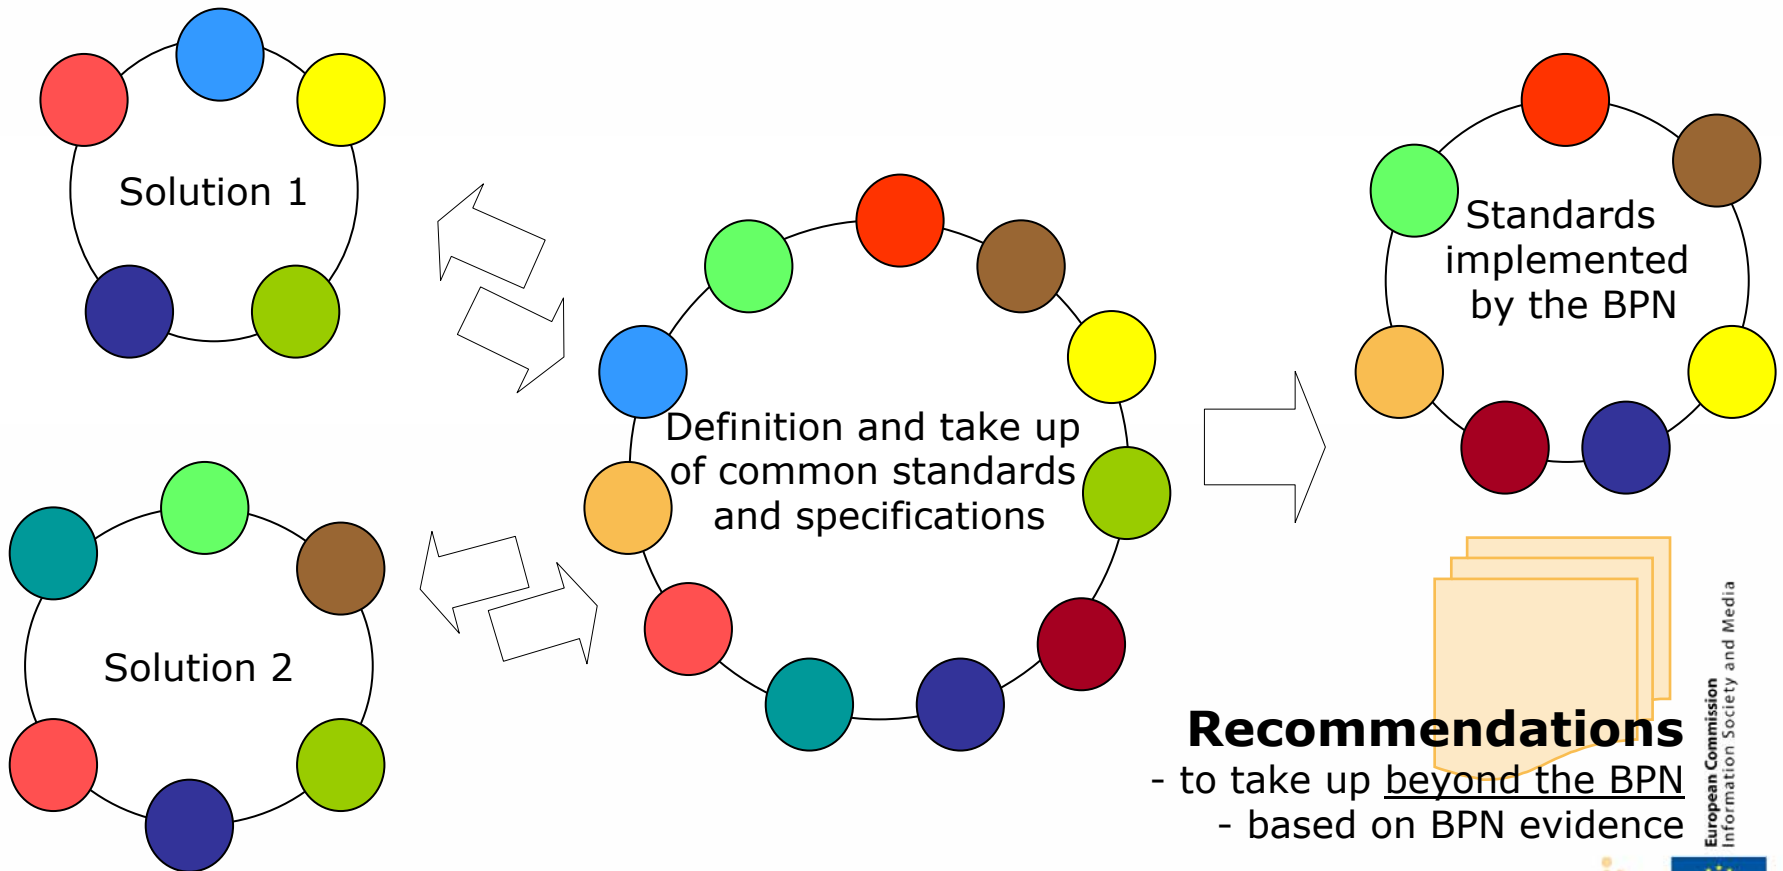 Solution 1
Solution 2
Definition and take up
of common standards
and specifications
Standards
implemented
by the BPN
Recommendations
- to take up beyond the BPN
- based on BPN evidence
European Commission
Information Society and Media